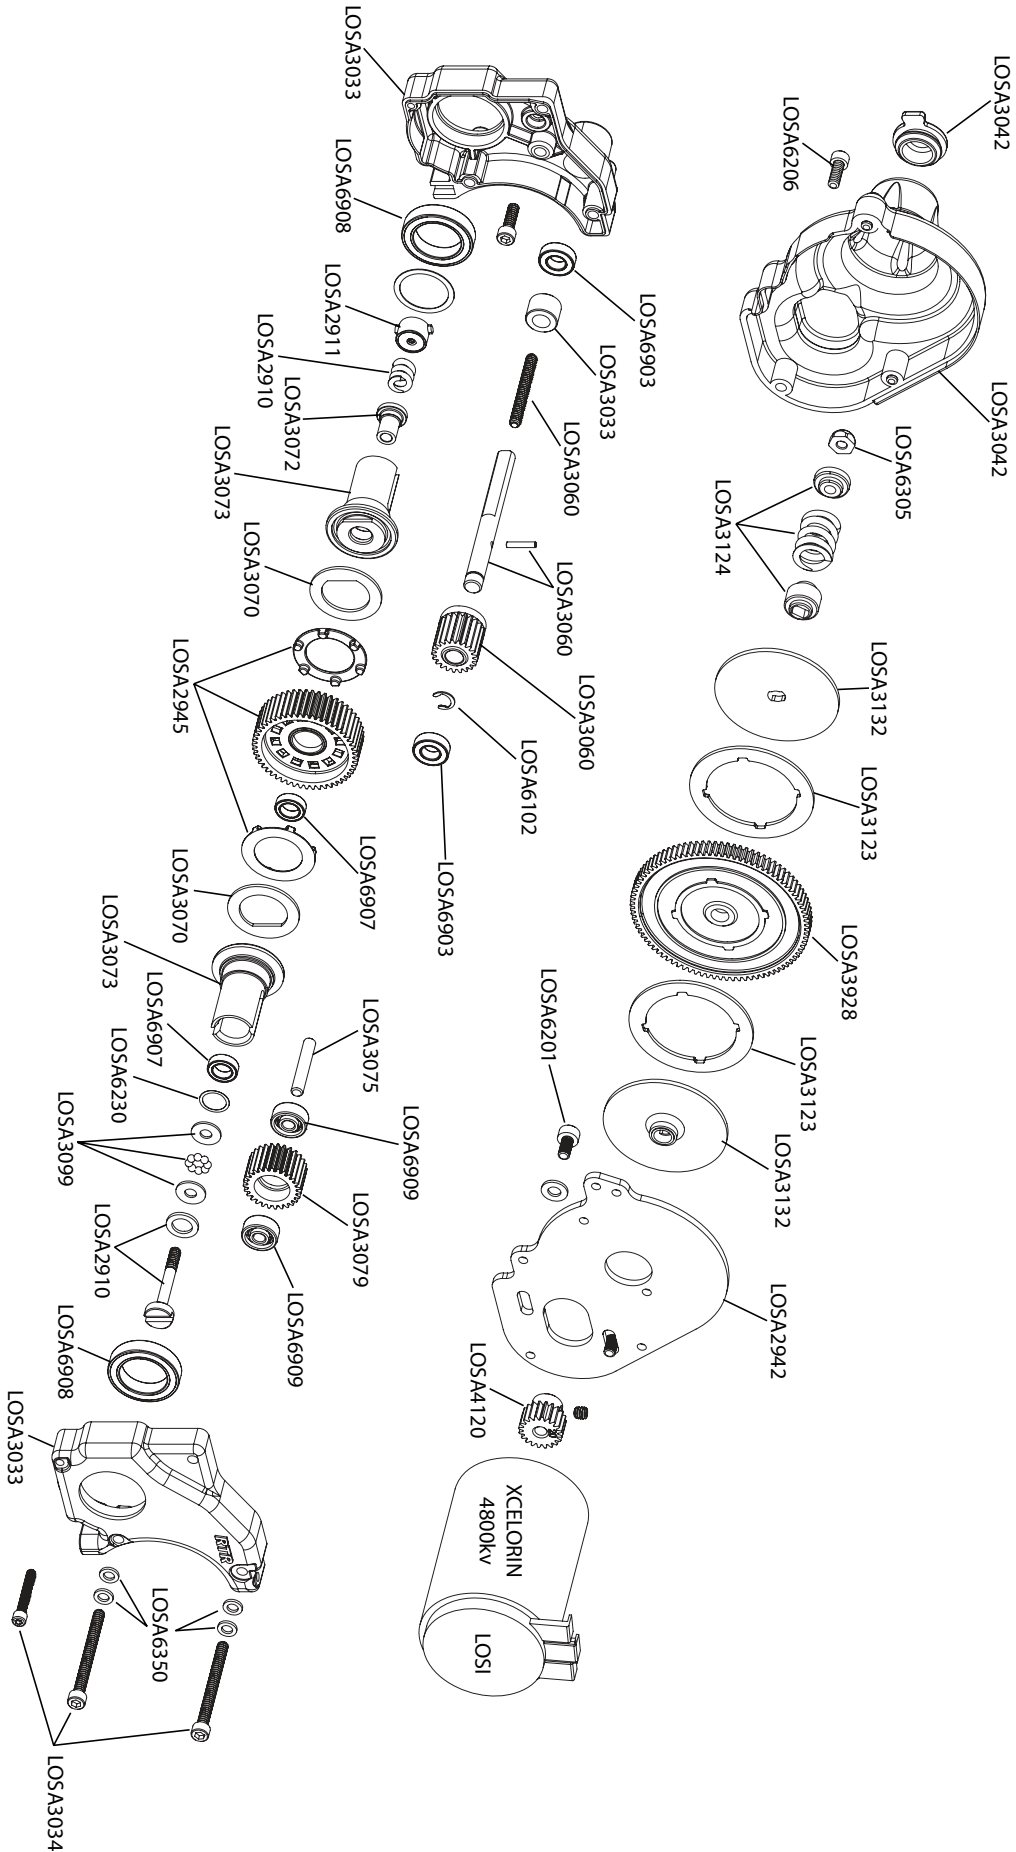 LOSA3042
LOSA6206
LOSA3042
LOSA6305
LOSA3124
LOSA3132
LOSA3123
LOSA3928
LOSA3123
LOSA3132
LOSA6201
LOSA2942
LOSA4120
XCELORIN
4800kv
LOSI
LOSA3033
LOSA6908
LOSA6903
LOSA3033
LOSA3060
LOSA3060
LOSA3060
LOSA6102
LOSA6903
LOSA2911
LOSA2910
LOSA3072
LOSA3073
LOSA3070
LOSA2945
LOSA6907
LOSA3070
LOSA3073
LOSA6907
LOSA6230
LOSA3099
LOSA2910
LOSA6908
LOSA3075
LOSA6909
LOSA3079
LOSA6909
LOSA3033
RTR
LOSA6350
LOSA3034